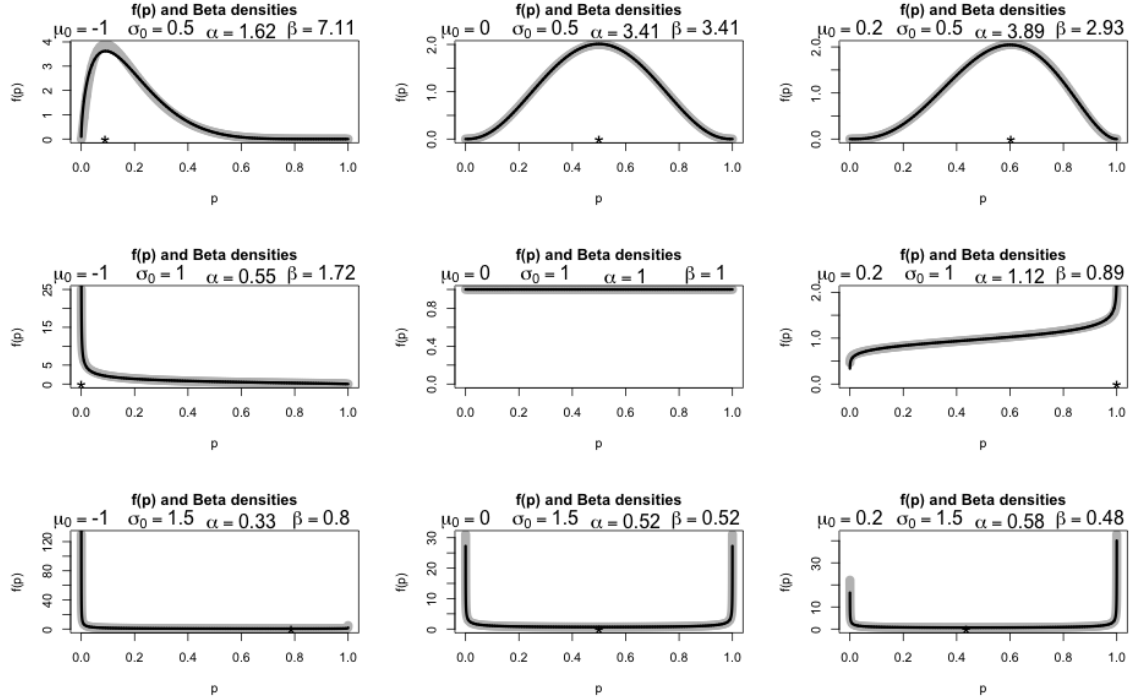 f(p) and Beta densities
μ0 = -1 σ0 = 0.5 α = 1.62 β = 7.11
f(p)
0 1 2 3 4
0.0 0.2 0.4 0.6 0.8 1.0
p
f(p) and Beta densities
μ0 = 0 σ0 = 0.5 α = 3.41 β = 3.41
f(p)
0.0 1.0 2.0
0.0 0.2 0.4 0.6 0.8 1.0
p
f(p) and Beta densities
μ0 = 0.2 σ0 = 0.5 α = 3.89 β = 2.93
f(p)
0.0 1.0 2.0
0.0 0.2 0.4 0.6 0.8 1.0
p
f(p) and Beta densities
μ0 = -1 σ0 = 1 α = 0.55 β = 1.72
f(p)
0 5 15 25
0.0 0.2 0.4 0.6 0.8 1.0
p
f(p) and Beta densities
μ0 = 0 σ0 = 1 α = 1 β = 1
f(p)
0.0 0.4 0.8
0.0 0.2 0.4 0.6 0.8 1.0
p
f(p) and Beta densities
μ0 = 0.2 σ0 = 1 α = 1.12 β = 0.89
f(p)
0.0 1.0 2.0
0.0 0.2 0.4 0.6 0.8 1.0
p
f(p) and Beta densities
μ0 = -1 σ0 = 1.5 α = 0.33 β = 0.8
f(p)
0 40 80 120
0.0 0.2 0.4 0.6 0.8 1.0
p
f(p) and Beta densities
μ0 = 0 σ0 = 1.5 α = 0.52 β = 0.52
f(p)
0 10 20 30
0.0 0.2 0.4 0.6 0.8 1.0
p
f(p) and Beta densities
μ0 = 0.2 σ0 = 1.5 α = 0.58 β = 0.48
f(p)
0 10 30
0.0 0.2 0.4 0.6 0.8 1.0
p